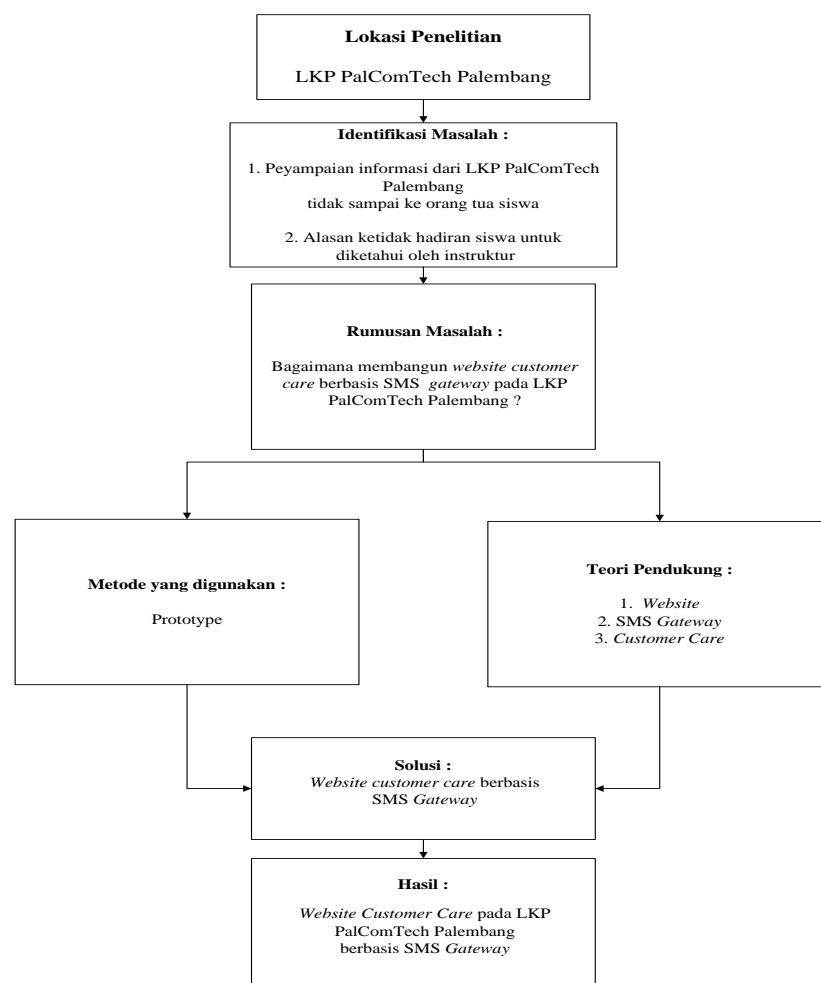 Lokasi Penelitian
LKP PalComTech Palembang
Identifikasi Masalah :
1. Peyampaian informasi dari LKP PalComTech
Palembang
tidak sampai ke orang tua siswa
2. Alasan ketidak hadiran siswa untuk
diketahui oleh instruktur
Rumusan Masalah :
Bagaimana membangun website customer
care berbasis SMS gateway pada LKP
PalComTech Palembang ?
Metode yang digunakan :
Prototype
Teori Pendukung :
1. Website
2. SMS Gateway
3. Customer Care
Solusi :
Website customer care berbasis
SMS Gateway
Hasil :
Website Customer Care pada LKP
PalComTech Palembang
berbasis SMS Gateway